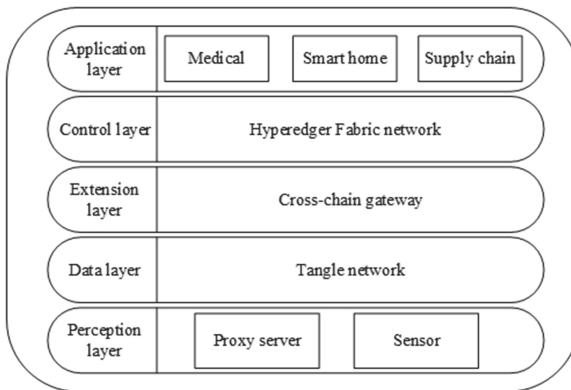 Application
layer
Medical
Smart home
Supply chain
Control layer
Hyperedger Fabric network
Extension
layer
Cross-chain gateway
Data layer
Tangle network
Perception
layer
Proxy server
Sensor